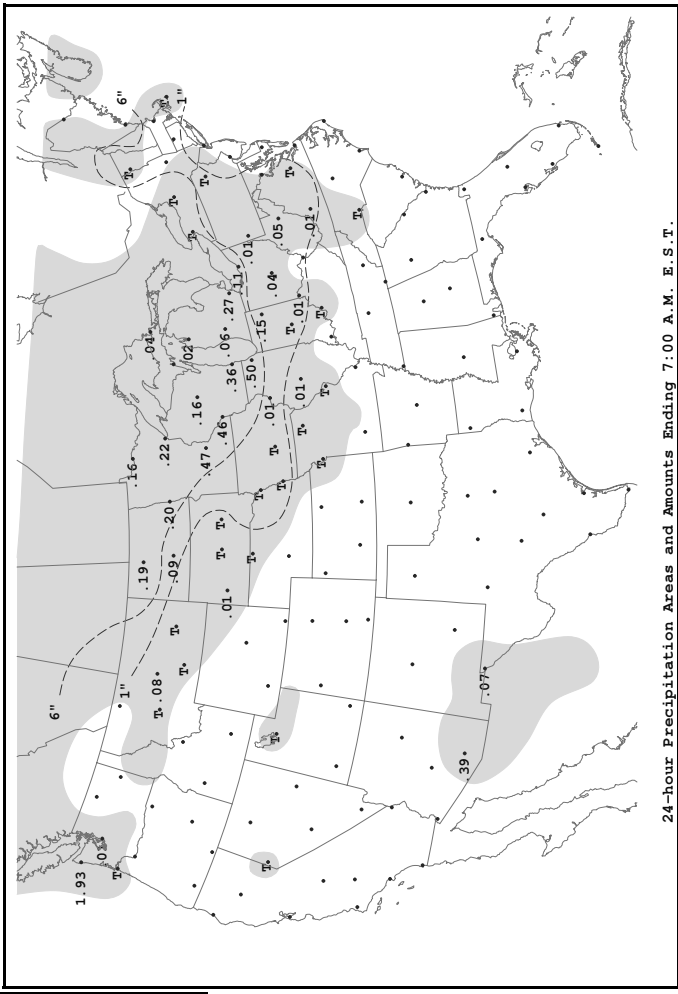 1.93
0
T
T
.39
.07
T
6"
1"
T
.08
T
T
.19
.09
.01
T
T
T
.20
.16
.22
.47
.46
.16
T
T
T
T
T
.01
.01
T
.36
.50
.04
.02
.06
.27
.15
T
.01
T
.11
.01
.04
.05
.01
T
T
T
T
T
T
T
6"
1"
24-hour Precipitation Areas and Amounts Ending 7:00 A.M. E.S.T.